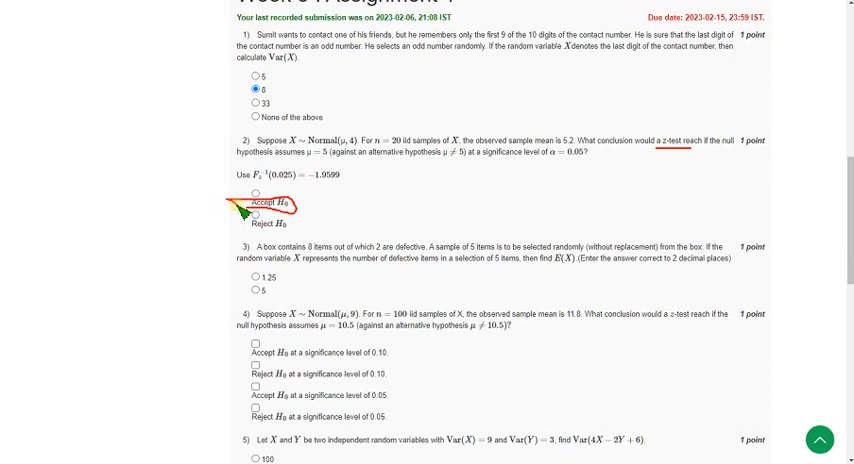 Your last recorded submission was on 2023-02-06, 21:08 IST Due date: 2023-02-15, 23:59 IST.
1) Sumit wants to contact one of his friends, but he remembers only the first 9 of the 10 digits of the contact number. He is sure that the last digit of 1 point
the contact number is an odd number. He selects an odd number randomly. If the random variable X denotes the last digit of the contact number, then
calculate Var(X).
5
8
33
None of the above
2) Suppose X ∼ Normal(μ, 4). For n = 20 iid samples of X, the observed sample mean is 5.2. What conclusion would a z-test reach if the null 1 point
hypothesis assumes μ = 5 (against an alternative hypothesis μ ≠ 5) at a significance level of α = 0.05?
Use F_z^{-1}(0.025) = −1.9599
Accept H₀
Reject H₀
3) A box contains 8 items out of which 2 are defective. A sample of 5 items is to be selected randomly (without replacement) from the box. If the 1 point
random variable X represents the number of defective items in a selection of 5 items, then find E(X).(Enter the answer correct to 2 decimal places)
1.25
5
4) Suppose X ∼ Normal(μ, 9). For n = 100 iid samples of X, the observed sample mean is 11.8. What conclusion would a z-test reach if the 1 point
null hypothesis assumes μ = 10.5 (against an alternative hypothesis μ ≠ 10.5)?
Accept H₀ at a significance level of 0.10.
Reject H₀ at a significance level of 0.10.
Accept H₀ at a significance level of 0.05.
Reject H₀ at a significance level of 0.05.
5) Let X and Y be two independent random variables with Var(X) = 9 and Var(Y) = 3, find Var(4X − 2Y + 6). 1 point
100